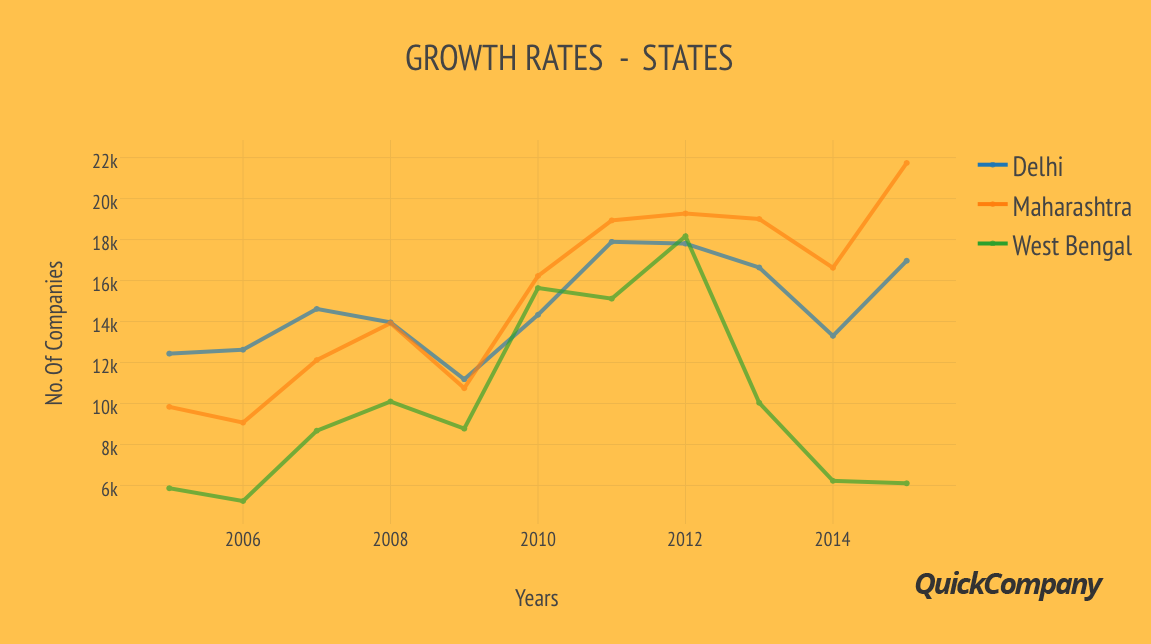 GROWTH RATES - STATES
22k
20k
18k
16k
14k
12k
10k
8k
6k
No. Of Companies
2006 2008 2010 2012 2014
Years
Delhi
Maharashtra
West Bengal
QuickCompany